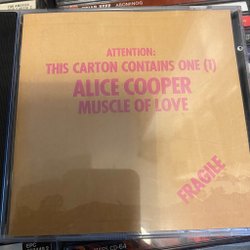 ATTENTION:
THIS CARTON CONTAINS ONE (1)
ALICE COOPER
MUSCLE OF LOVE
FRAGILE